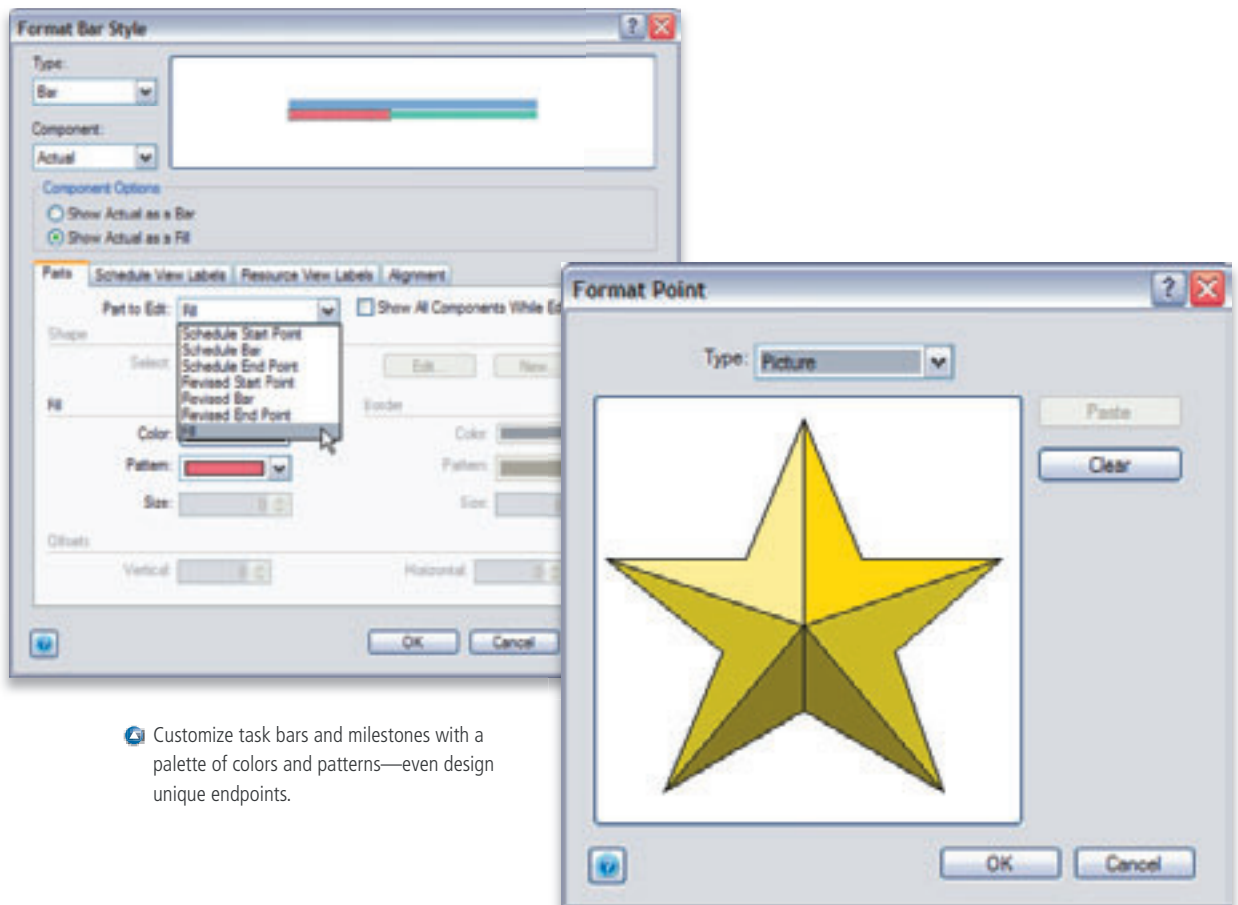 Format Bar Style
Type:
Bar
Component:
Actual
Component Options
Show Actual as a Bar
Show Actual as a Fill
Parts Schedule View Labels Resource View Labels Alignment
Part to Edit: Fill Show All Components While Ed
Schedule Start Point
Schedule Bar
Schedule End Point
Revised Start Point
Revised Bar
Revised End Point
Fill
Shape
Select: Edit... New...
Fill Border
Color: Color:
Pattern: Pattern:
Size: Size:
Offsets
Vertical: Horizontal:
OK Cancel
Format Point
Type: Picture
Paste
Clear
OK Cancel
Customize task bars and milestones with a
palette of colors and patterns—even design
unique endpoints.